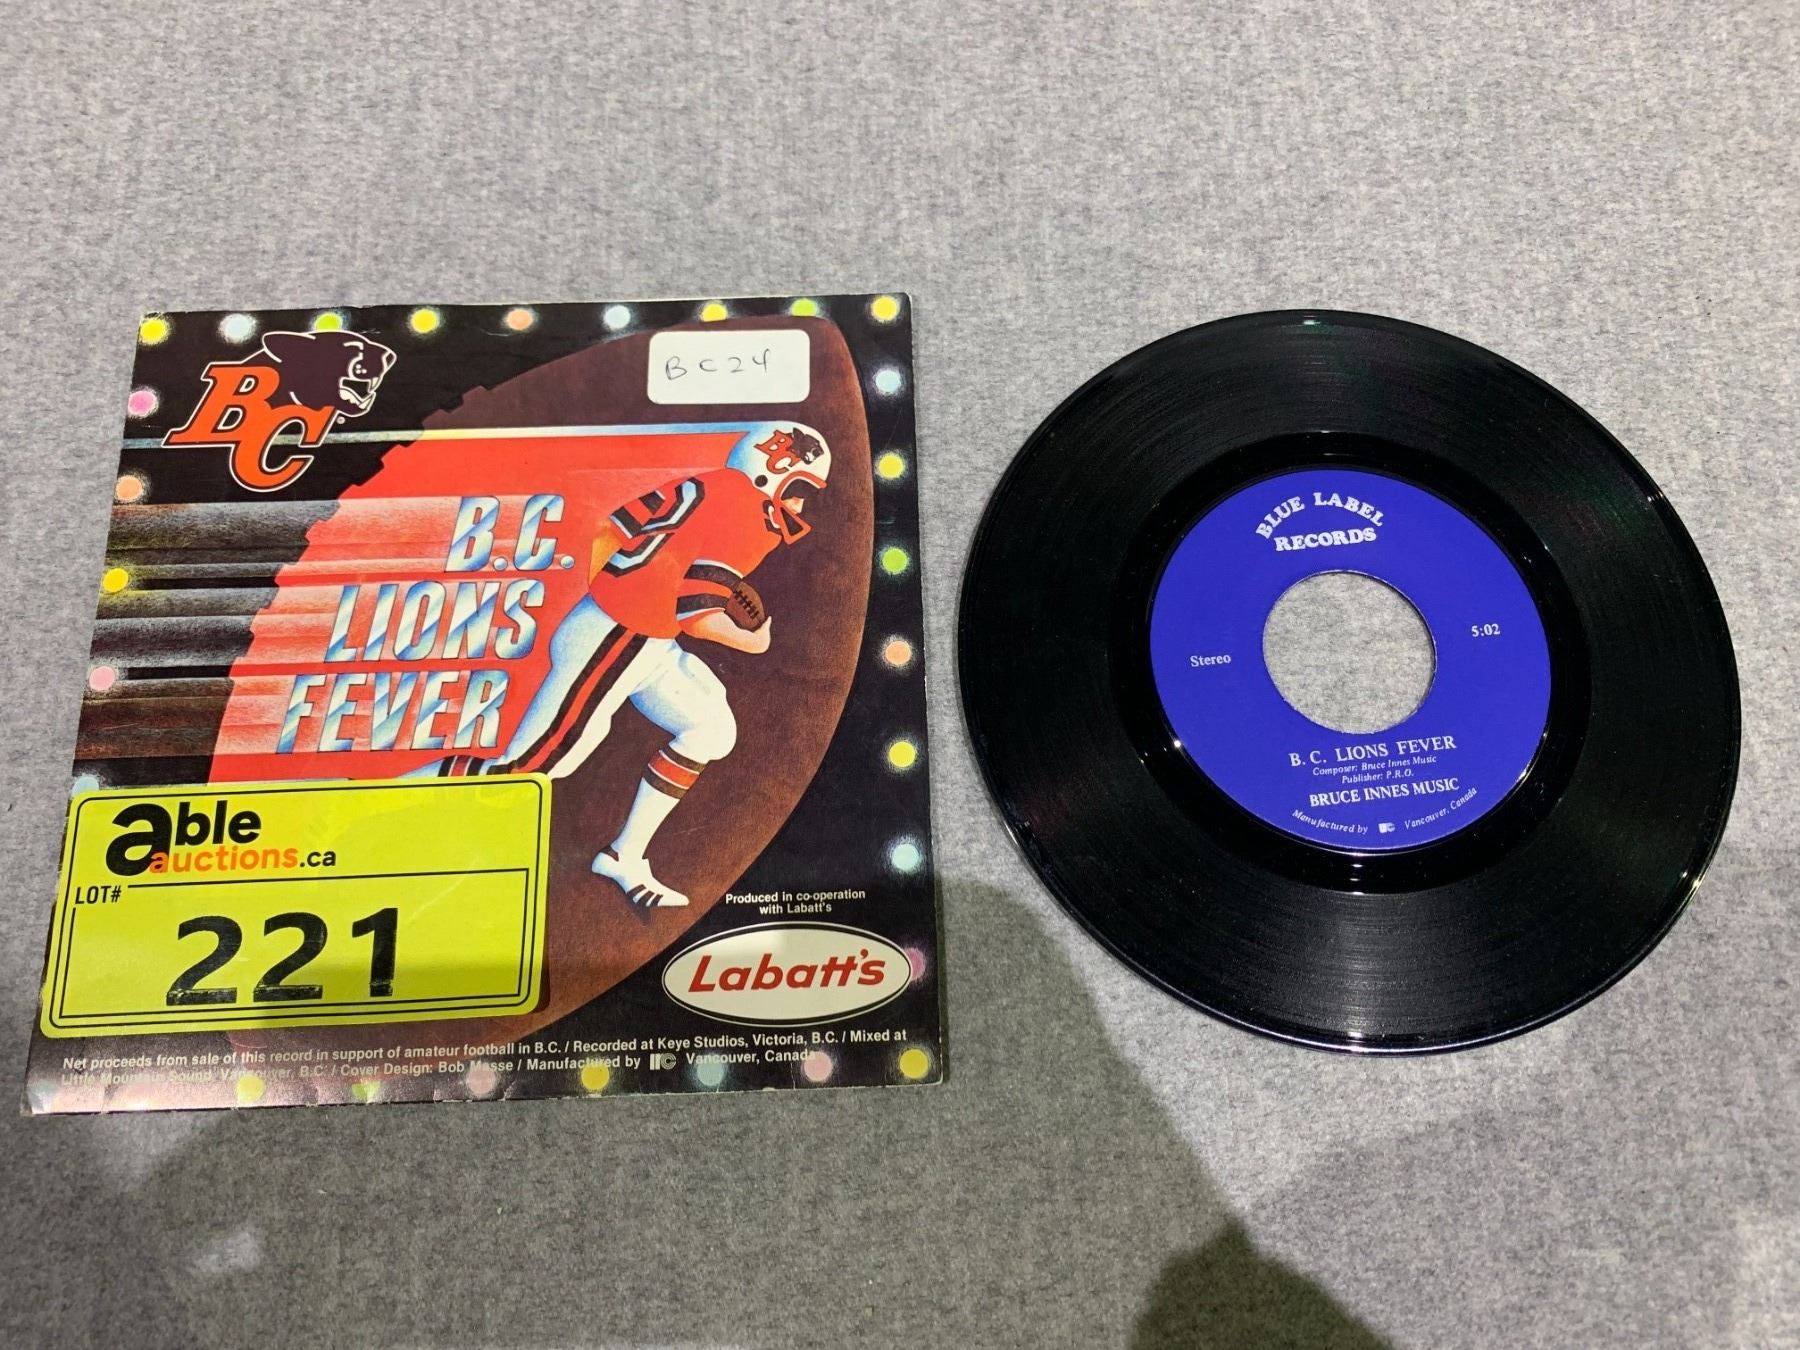 BC
BC24
BC
B.C.
LIONS
FEVER
able
auctions.ca
LOT#
221
Produced in co-operation
with Labatt's
Labatt's
Net proceeds from sale of this record in support of amateur football in B.C. / Recorded at Keye Studios, Victoria, B.C. / Mixed at
Little Mountain Sound, Vancouver, B.C. / Cover Design: Bob Masse / Manufactured by Vancouver, Canada
BLUE LABEL
RECORDS
5:02
Stereo
B. C. LIONS FEVER
Composer: Bruce Innes Music
Publisher: P.R.O.
BRUCE INNES MUSIC
Manufactured by Vancouver, Canada